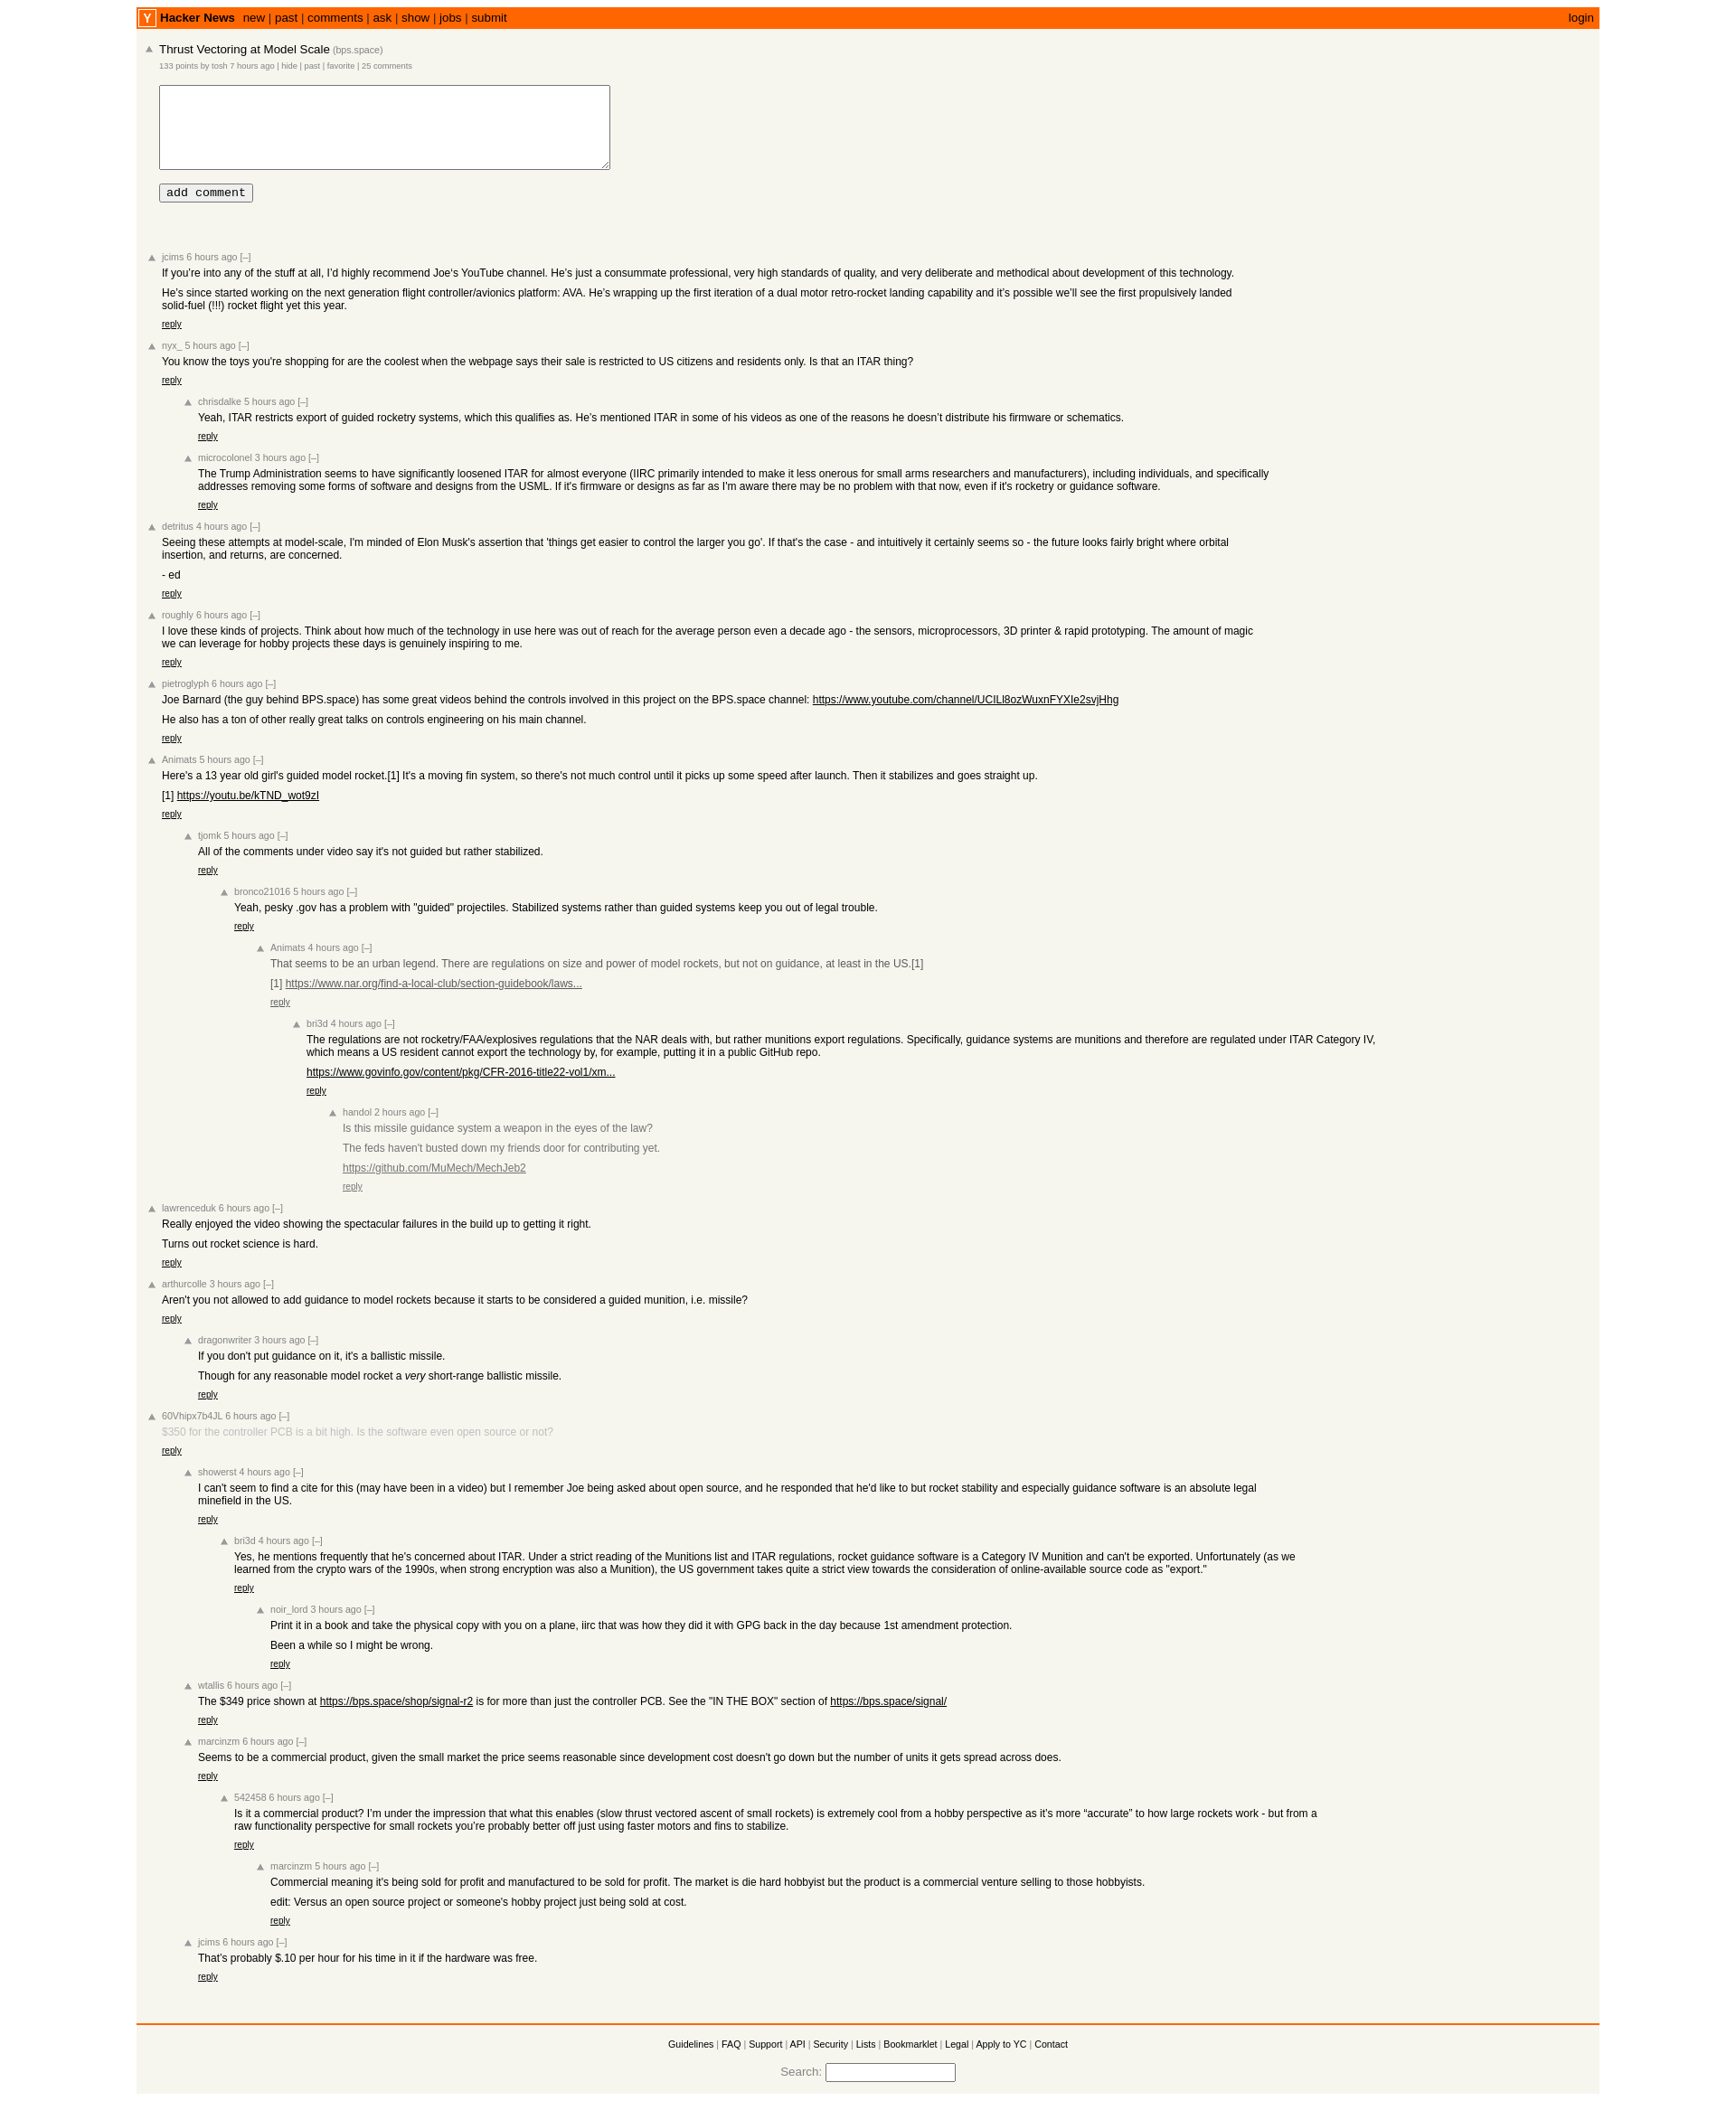 Y Hacker News new | past | comments | ask | show | jobs | submit login
Thrust Vectoring at Model Scale (bps.space)
133 points by tosh 7 hours ago | hide | past | favorite | 25 comments
add comment
jcims 6 hours ago [–]
If you’re into any of the stuff at all, I’d highly recommend Joe‘s YouTube channel. He’s just a consummate professional, very high standards of quality, and very deliberate and methodical about development of this technology.
He’s since started working on the next generation flight controller/avionics platform: AVA. He’s wrapping up the first iteration of a dual motor retro-rocket landing capability and it’s possible we’ll see the first propulsively landed
solid-fuel (!!!) rocket flight yet this year.
reply
nyx_ 5 hours ago [–]
You know the toys you're shopping for are the coolest when the webpage says their sale is restricted to US citizens and residents only. Is that an ITAR thing?
reply
chrisdalke 5 hours ago [–]
Yeah, ITAR restricts export of guided rocketry systems, which this qualifies as. He’s mentioned ITAR in some of his videos as one of the reasons he doesn’t distribute his firmware or schematics.
reply
microcolonel 3 hours ago [–]
The Trump Administration seems to have significantly loosened ITAR for almost everyone (IIRC primarily intended to make it less onerous for small arms researchers and manufacturers), including individuals, and specifically
addresses removing some forms of software and designs from the USML. If it's firmware or designs as far as I'm aware there may be no problem with that now, even if it's rocketry or guidance software.
reply
detritus 4 hours ago [–]
Seeing these attempts at model-scale, I'm minded of Elon Musk's assertion that 'things get easier to control the larger you go'. If that's the case - and intuitively it certainly seems so - the future looks fairly bright where orbital
insertion, and returns, are concerned.
- ed
reply
roughly 6 hours ago [–]
I love these kinds of projects. Think about how much of the technology in use here was out of reach for the average person even a decade ago - the sensors, microprocessors, 3D printer & rapid prototyping. The amount of magic
we can leverage for hobby projects these days is genuinely inspiring to me.
reply
pietroglyph 6 hours ago [–]
Joe Barnard (the guy behind BPS.space) has some great videos behind the controls involved in this project on the BPS.space channel: https://www.youtube.com/channel/UCILl8ozWuxnFYXIe2svjHhg
He also has a ton of other really great talks on controls engineering on his main channel.
reply
Animats 5 hours ago [–]
Here's a 13 year old girl's guided model rocket.[1] It's a moving fin system, so there's not much control until it picks up some speed after launch. Then it stabilizes and goes straight up.
[1] https://youtu.be/kTND_wot9zI
reply
tjomk 5 hours ago [–]
All of the comments under video say it's not guided but rather stabilized.
reply
bronco21016 5 hours ago [–]
Yeah, pesky .gov has a problem with "guided" projectiles. Stabilized systems rather than guided systems keep you out of legal trouble.
reply
Animats 4 hours ago [–]
That seems to be an urban legend. There are regulations on size and power of model rockets, but not on guidance, at least in the US.[1]
[1] https://www.nar.org/find-a-local-club/section-guidebook/laws...
reply
bri3d 4 hours ago [–]
The regulations are not rocketry/FAA/explosives regulations that the NAR deals with, but rather munitions export regulations. Specifically, guidance systems are munitions and therefore are regulated under ITAR Category IV,
which means a US resident cannot export the technology by, for example, putting it in a public GitHub repo.
https://www.govinfo.gov/content/pkg/CFR-2016-title22-vol1/xm...
reply
handol 2 hours ago [–]
Is this missile guidance system a weapon in the eyes of the law?
The feds haven't busted down my friends door for contributing yet.
https://github.com/MuMech/MechJeb2
reply
lawrenceduk 6 hours ago [–]
Really enjoyed the video showing the spectacular failures in the build up to getting it right.
Turns out rocket science is hard.
reply
arthurcolle 3 hours ago [–]
Aren't you not allowed to add guidance to model rockets because it starts to be considered a guided munition, i.e. missile?
reply
dragonwriter 3 hours ago [–]
If you don't put guidance on it, it's a ballistic missile.
Though for any reasonable model rocket a very short-range ballistic missile.
reply
60Vhipx7b4JL 6 hours ago [–]
$350 for the controller PCB is a bit high. Is the software even open source or not?
reply
showerst 4 hours ago [–]
I can't seem to find a cite for this (may have been in a video) but I remember Joe being asked about open source, and he responded that he'd like to but rocket stability and especially guidance software is an absolute legal
minefield in the US.
reply
bri3d 4 hours ago [–]
Yes, he mentions frequently that he's concerned about ITAR. Under a strict reading of the Munitions list and ITAR regulations, rocket guidance software is a Category IV Munition and can't be exported. Unfortunately (as we
learned from the crypto wars of the 1990s, when strong encryption was also a Munition), the US government takes quite a strict view towards the consideration of online-available source code as "export."
reply
noir_lord 3 hours ago [–]
Print it in a book and take the physical copy with you on a plane, iirc that was how they did it with GPG back in the day because 1st amendment protection.
Been a while so I might be wrong.
reply
wtallis 6 hours ago [–]
The $349 price shown at https://bps.space/shop/signal-r2 is for more than just the controller PCB. See the "IN THE BOX" section of https://bps.space/signal/
reply
marcinzm 6 hours ago [–]
Seems to be a commercial product, given the small market the price seems reasonable since development cost doesn't go down but the number of units it gets spread across does.
reply
542458 6 hours ago [–]
Is it a commercial product? I’m under the impression that what this enables (slow thrust vectored ascent of small rockets) is extremely cool from a hobby perspective as it’s more “accurate” to how large rockets work - but from a
raw functionality perspective for small rockets you’re probably better off just using faster motors and fins to stabilize.
reply
marcinzm 5 hours ago [–]
Commercial meaning it's being sold for profit and manufactured to be sold for profit. The market is die hard hobbyist but the product is a commercial venture selling to those hobbyists.
edit: Versus an open source project or someone's hobby project just being sold at cost.
reply
jcims 6 hours ago [–]
That’s probably $.10 per hour for his time in it if the hardware was free.
reply
Guidelines | FAQ | Support | API | Security | Lists | Bookmarklet | Legal | Apply to YC | Contact
Search: